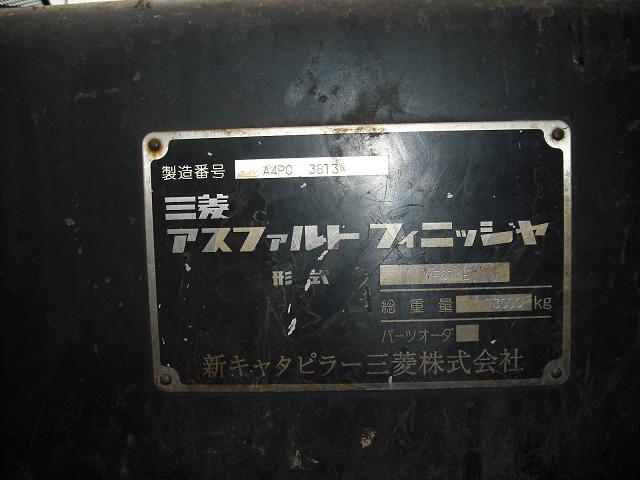 製造番号 A4P0 3813
三菱
アスファルト フィニッシャ
形式
総重量 13000 kg
パーツオーダ
新キャタピラー三菱株式会社